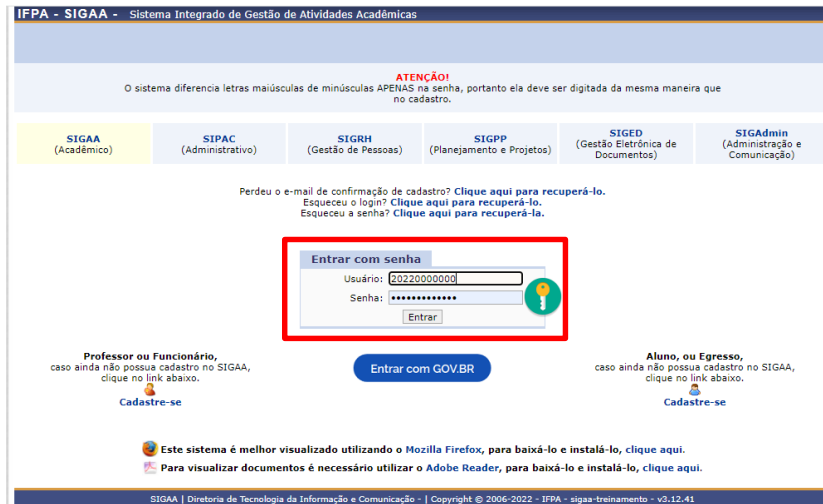 IFPA - SIGAA - Sistema Integrado de Gestão de Atividades Acadêmicas
ATENÇÃO!
O sistema diferencia letras maiúsculas de minúsculas APENAS na senha, portanto ela deve ser digitada da mesma maneira que
no cadastro.
SIGAA
(Acadêmico)
SIPAC
(Administrativo)
SIGRH
(Gestão de Pessoas)
SIGPP
(Planejamento e Projetos)
SIGED
(Gestão Eletrônica de
Documentos)
SIGAdmin
(Administração e
Comunicação)
Perdeu o e-mail de confirmação de cadastro? Clique aqui para recuperá-lo.
Esqueceu o login? Clique aqui para recuperá-lo.
Esqueceu a senha? Clique aqui para recuperá-la.
Entrar com senha
Usuário: 20220000000
Senha: •••••••••••••
Entrar
Professor ou Funcionário,
caso ainda não possua cadastro no SIGAA,
clique no link abaixo.
Cadastre-se
Entrar com GOV.BR
Aluno, ou Egresso,
caso ainda não possua cadastro no SIGAA,
clique no link abaixo.
Cadastre-se
Este sistema é melhor visualizado utilizando o Mozilla Firefox, para baixá-lo e instalá-lo, clique aqui.
Para visualizar documentos é necessário utilizar o Adobe Reader, para baixá-lo e instalá-lo, clique aqui.
SIGAA | Diretoria de Tecnologia da Informação e Comunicação - | Copyright © 2006-2022 - IFPA - sigaa-treinamento - v3.12.41